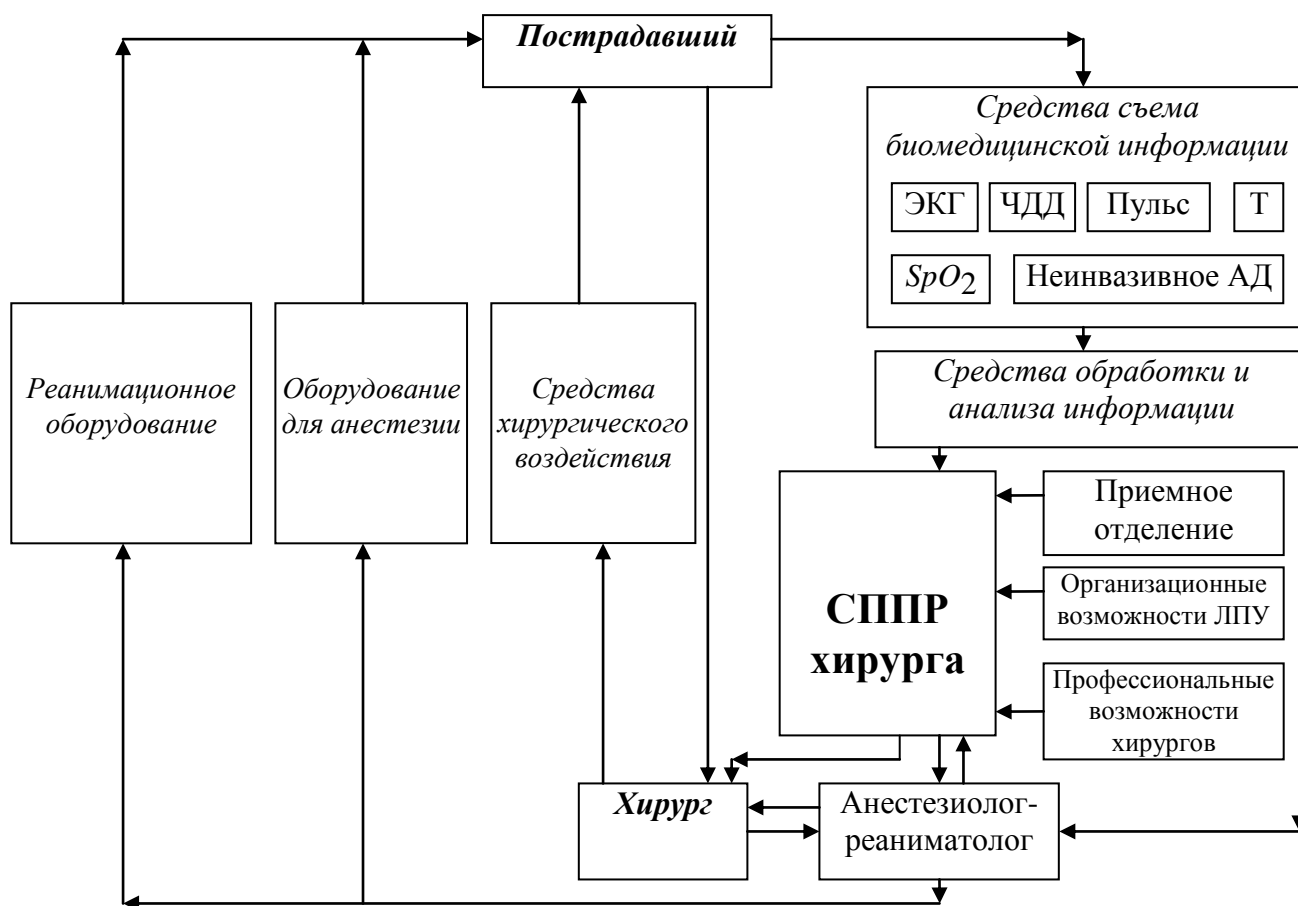 Пострадавший
Средства съема
биомедицинской информации
ЭКГ
ЧДД
Пульс
Т
SpO2
Неинвазивное АД
Реанимационное
оборудование
Оборудование
для анестезии
Средства
хирургического
воздействия
Средства обработки и
анализа информации
СППР
хирурга
Приемное
отделение
Организационные
возможности ЛПУ
Профессиональные
возможности
хирургов
Хирург
Анестезиолог-
реаниматолог